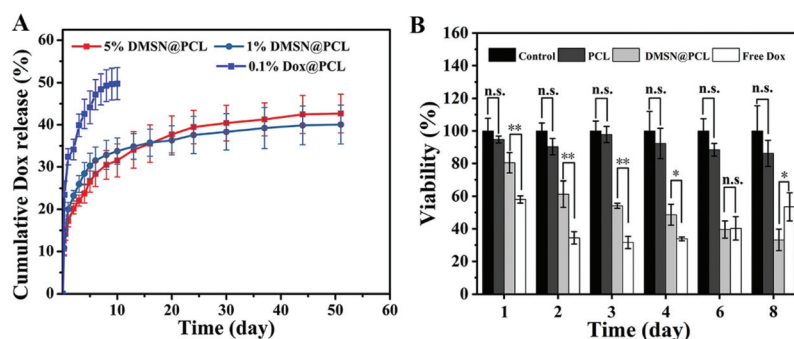 A
5% DMSN@PCL 1% DMSN@PCL
0.1% Dox@PCL
Cumulative Dox release (%)
60
50
40
30
20
10
0
0 10 20 30 40 50 60
Time (day)
B
Control PCL DMSN@PCL Free Dox
n.s. n.s. n.s. n.s. n.s. n.s.
** ** ** * n.s. *
Viability (%)
160
140
120
100
80
60
40
20
0
1 2 3 4 6 8
Time (day)